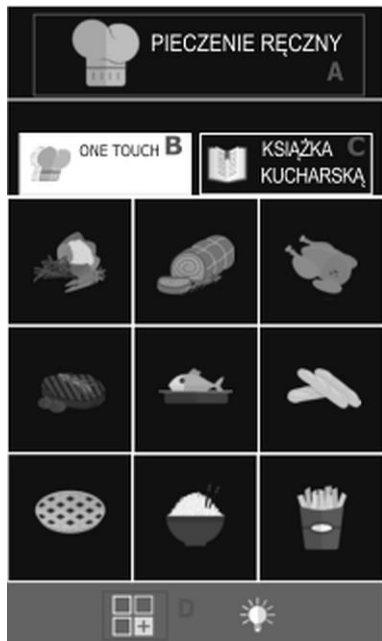 PIECZENIE RĘCZNY
A
ONE TOUCH B
KSIĄŻKA C
KUCHARSKĄ
D